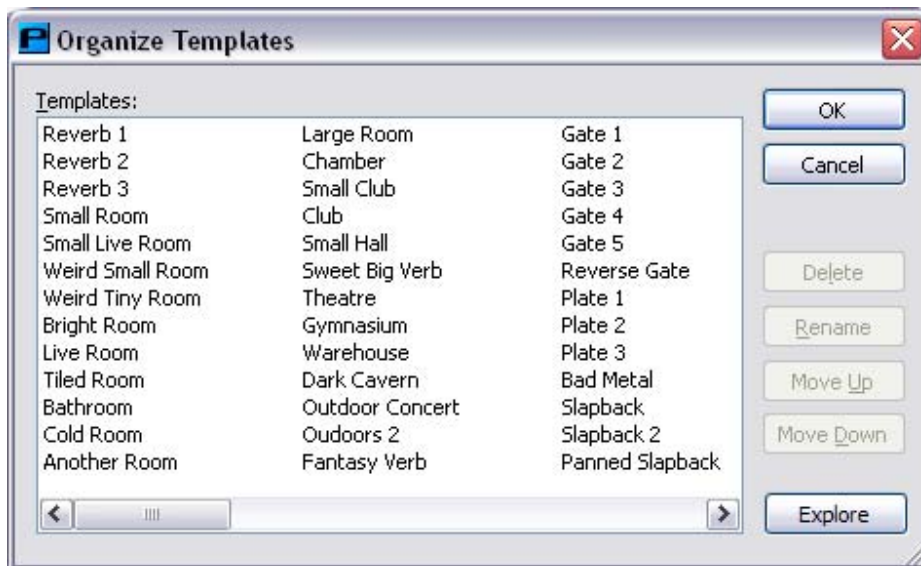 Organize Templates
Templates:
Reverb 1
Reverb 2
Reverb 3
Small Room
Small Live Room
Weird Small Room
Weird Tiny Room
Bright Room
Live Room
Tiled Room
Bathroom
Cold Room
Another Room
Large Room
Chamber
Small Club
Club
Small Hall
Sweet Big Verb
Theatre
Gymnasium
Warehouse
Dark Cavern
Outdoor Concert
Oudoors 2
Fantasy Verb
Gate 1
Gate 2
Gate 3
Gate 4
Gate 5
Reverse Gate
Plate 1
Plate 2
Plate 3
Bad Metal
Slapback
Slapback 2
Panned Slapback
OK
Cancel
Delete
Rename
Move Up
Move Down
Explore